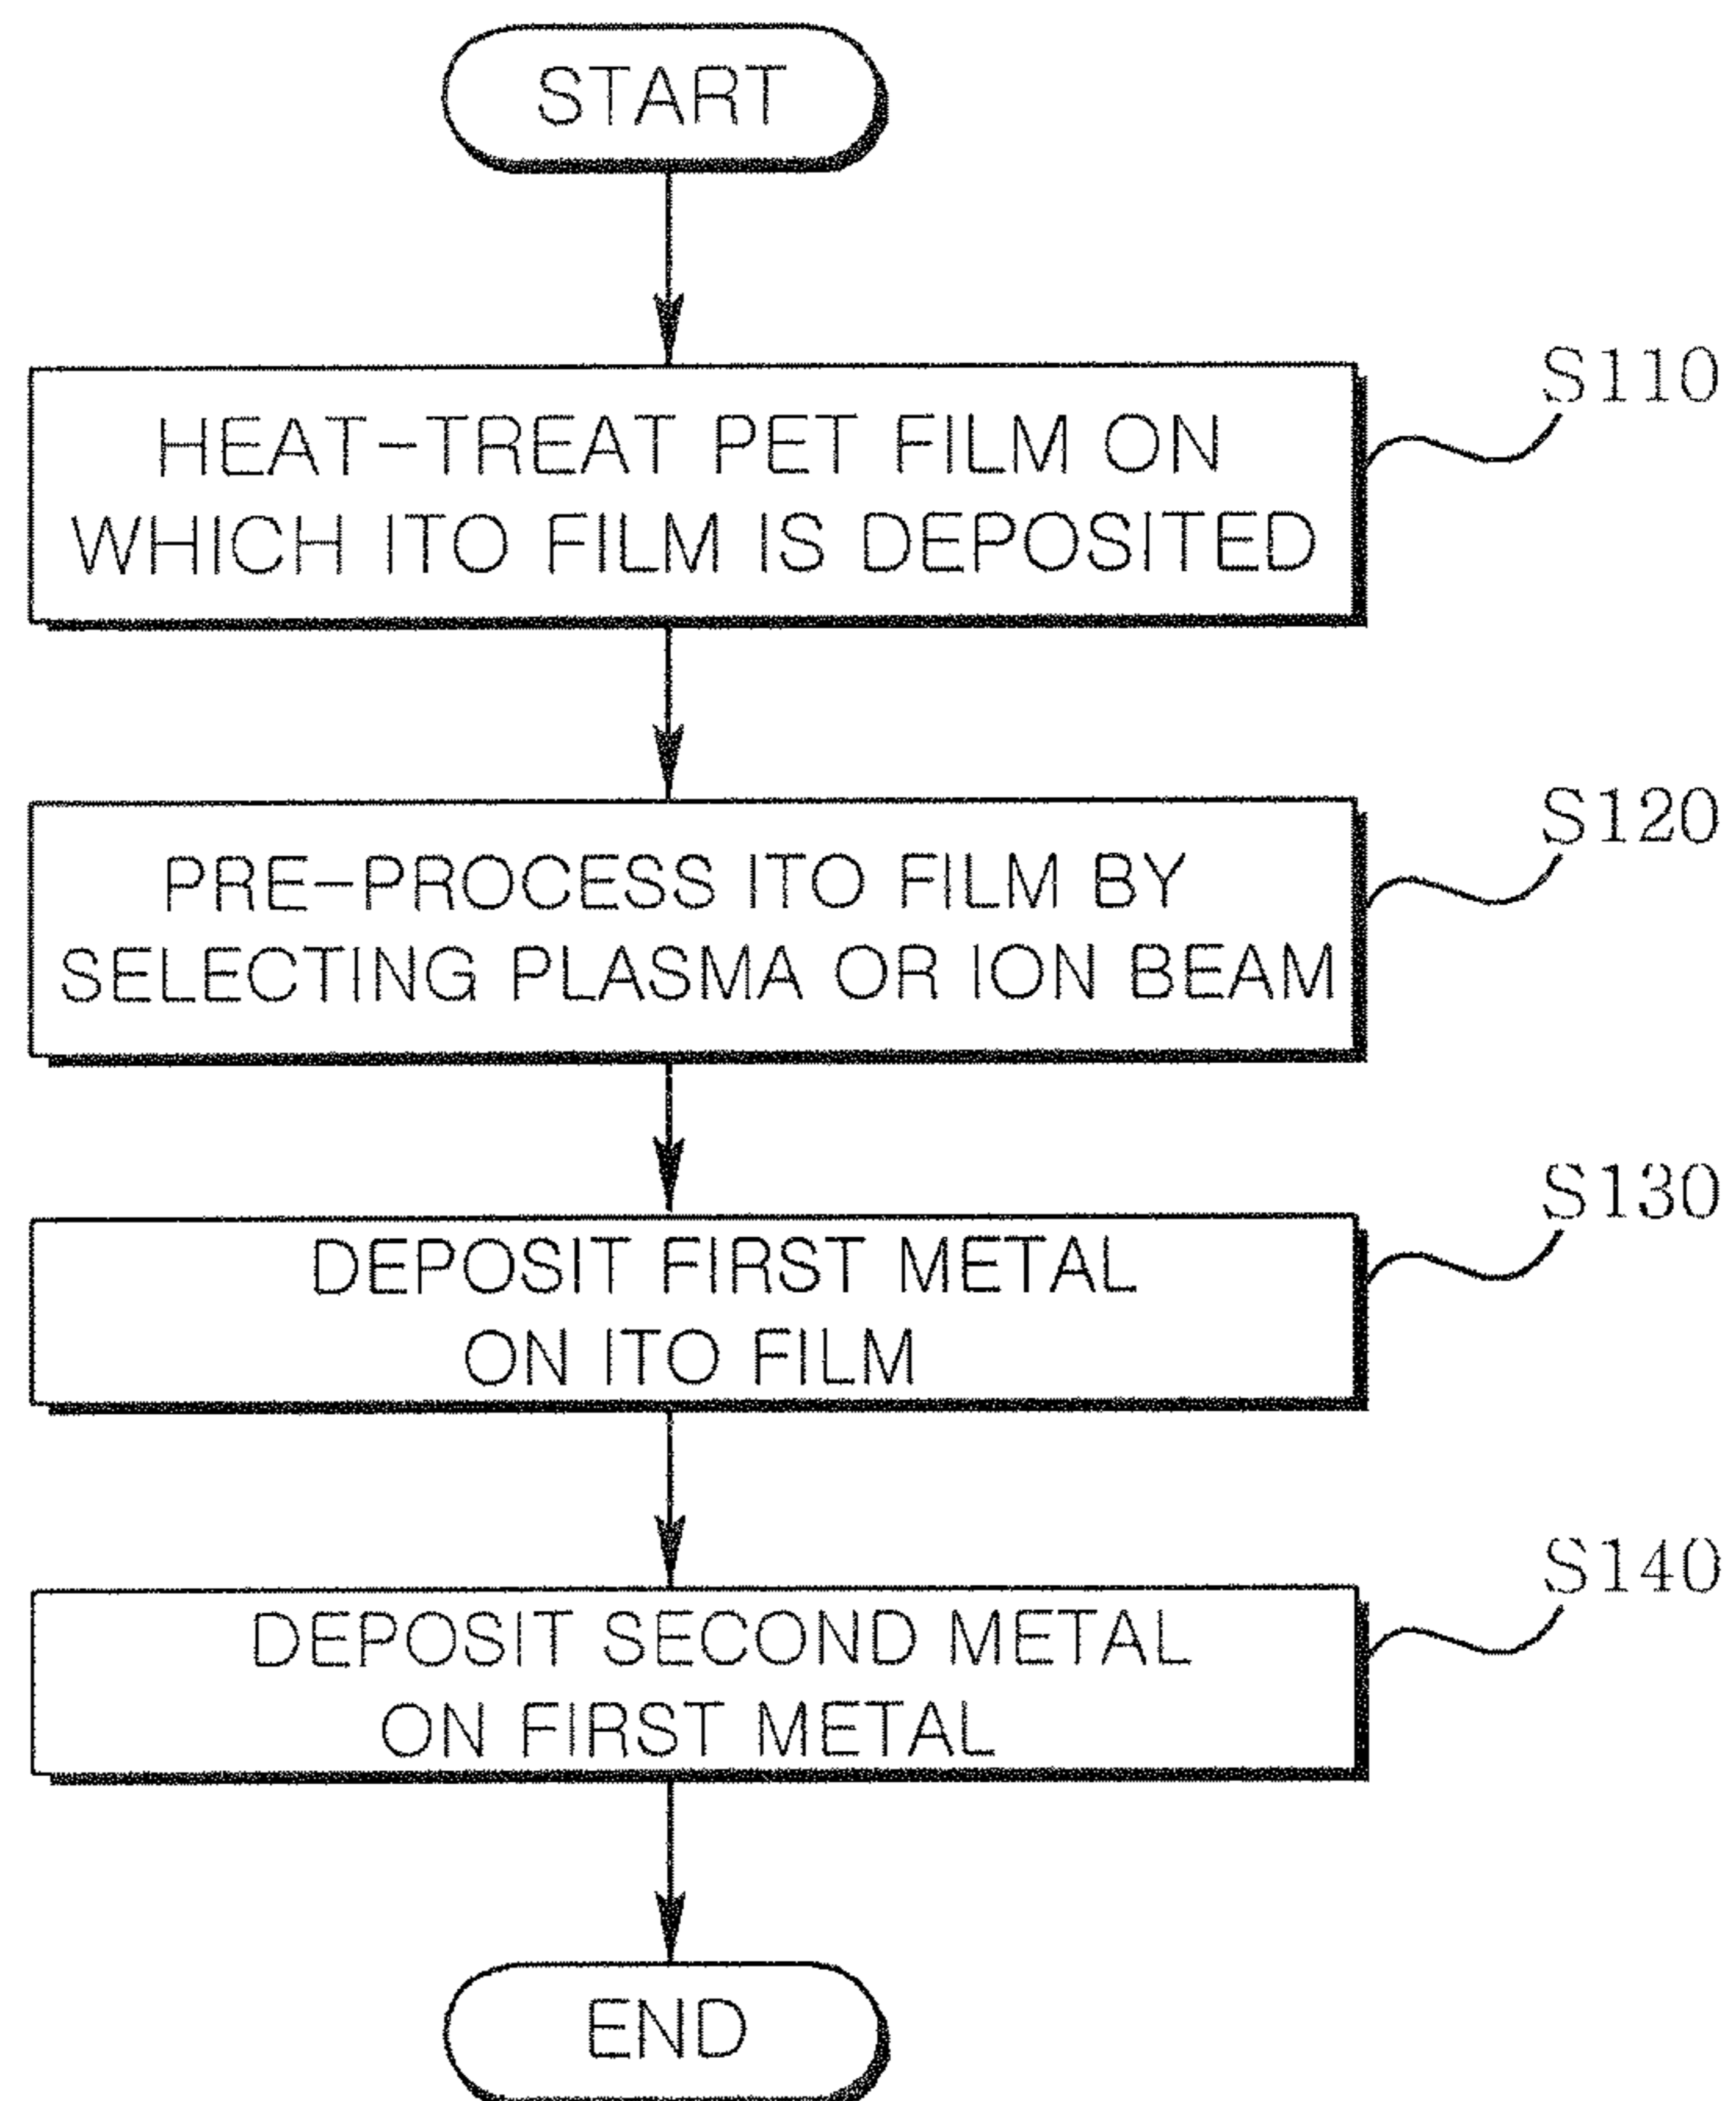 START
HEAT-TREAT PET FILM ON
WHICH ITO FILM IS DEPOSITED
S110
PRE-PROCESS ITO FILM BY
SELECTING PLASMA OR ION BEAM
S120
DEPOSIT FIRST METAL
ON ITO FILM
S130
DEPOSIT SECOND METAL
ON FIRST METAL
S140
END